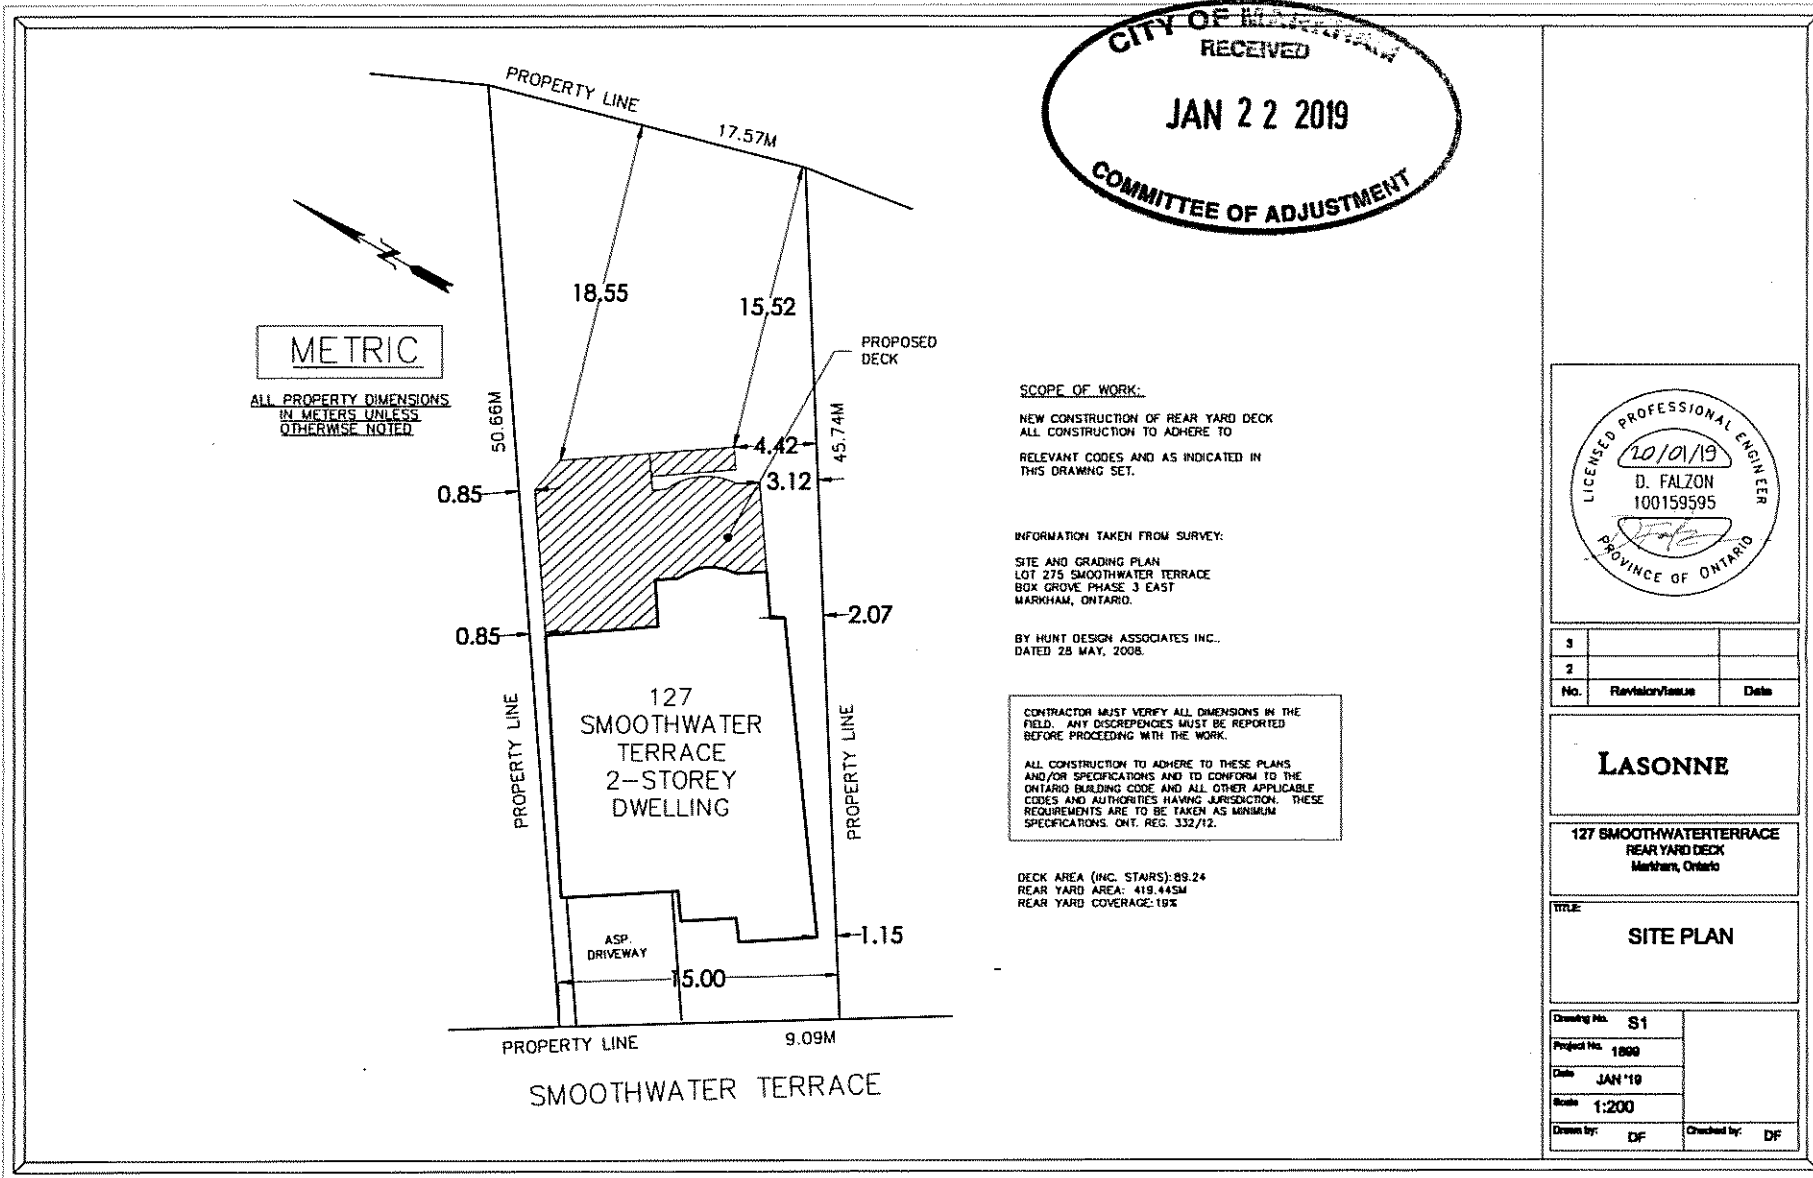 CITY OF MARKHAM
RECEIVED
JAN 22 2019
COMMITTEE OF ADJUSTMENT
PROPERTY LINE
17.57M
N
18.55
15.52
METRIC
ALL PROPERTY DIMENSIONS
IN METERS UNLESS
OTHERWISE NOTED
PROPOSED
DECK
50.66M
45.74M
4.42
3.12
0.85
0.85
2.07
127
SMOOTHWATER
TERRACE
2-STOREY
DWELLING
PROPERTY LINE
PROPERTY LINE
ASP.
DRIVEWAY
1.15
15.00
PROPERTY LINE
9.09M
SMOOTHWATER TERRACE
SCOPE OF WORK:
NEW CONSTRUCTION OF REAR YARD DECK
ALL CONSTRUCTION TO ADHERE TO
RELEVANT CODES AND AS INDICATED IN
THIS DRAWING SET.
INFORMATION TAKEN FROM SURVEY:
SITE AND GRADING PLAN
LOT 275 SMOOTHWATER TERRACE
BOX GROVE PHASE 3 EAST
MARKHAM, ONTARIO.
BY HUNT DESIGN ASSOCIATES INC..
DATED 28 MAY, 2008.
CONTRACTOR MUST VERIFY ALL DIMENSIONS IN THE
FIELD. ANY DISCREPENCIES MUST BE REPORTED
BEFORE PROCEEDING WITH THE WORK.
ALL CONSTRUCTION TO ADHERE TO THESE PLANS
AND/OR SPECIFICATIONS AND TO CONFORM TO THE
ONTARIO BUILDING CODE AND ALL OTHER APPLICABLE
CODES AND AUTHORITIES HAVING JURISDICTION. THESE
REQUIREMENTS ARE TO BE TAKEN AS MINIMUM
SPECIFICATIONS. ONT. REG. 332/12.
DECK AREA (INC. STAIRS): 89.24
REAR YARD AREA: 419.44SM
REAR YARD COVERAGE: 19%
LICENSED PROFESSIONAL ENGINEER
20/01/19
D. FALZON
100159595
PROVINCE OF ONTARIO
3
2
No. Revision/Issue Date
LASONNE
127 SMOOTHWATERTERRACE
REAR YARD DECK
Markham, Ontario
TITLE:
SITE PLAN
Drawing No. S1
Project No. 1899
Date JAN '19
Scale 1:200
Drawn by: DF
Checked by: DF